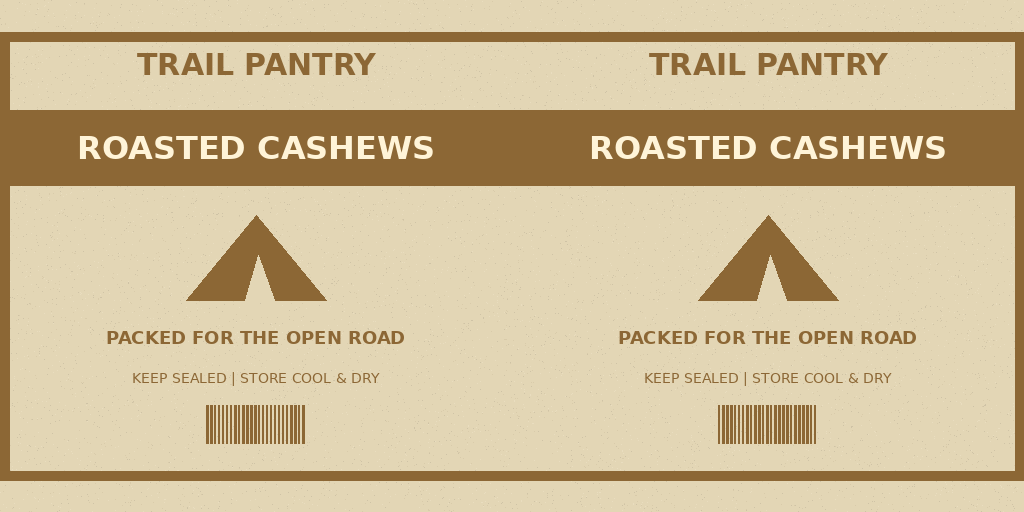 TRAIL PANTRY
TRAIL PANTRY
ROASTED CASHEWS
ROASTED CASHEWS
PACKED FOR THE OPEN ROAD
PACKED FOR THE OPEN ROAD
KEEP SEALED | STORE COOL & DRY
KEEP SEALED | STORE COOL & DRY